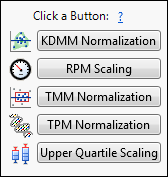 Click a Button: ?
KDMM Normalization
RPM Scaling
TMM Normalization
TPM Normalization
Upper Quartile Scaling